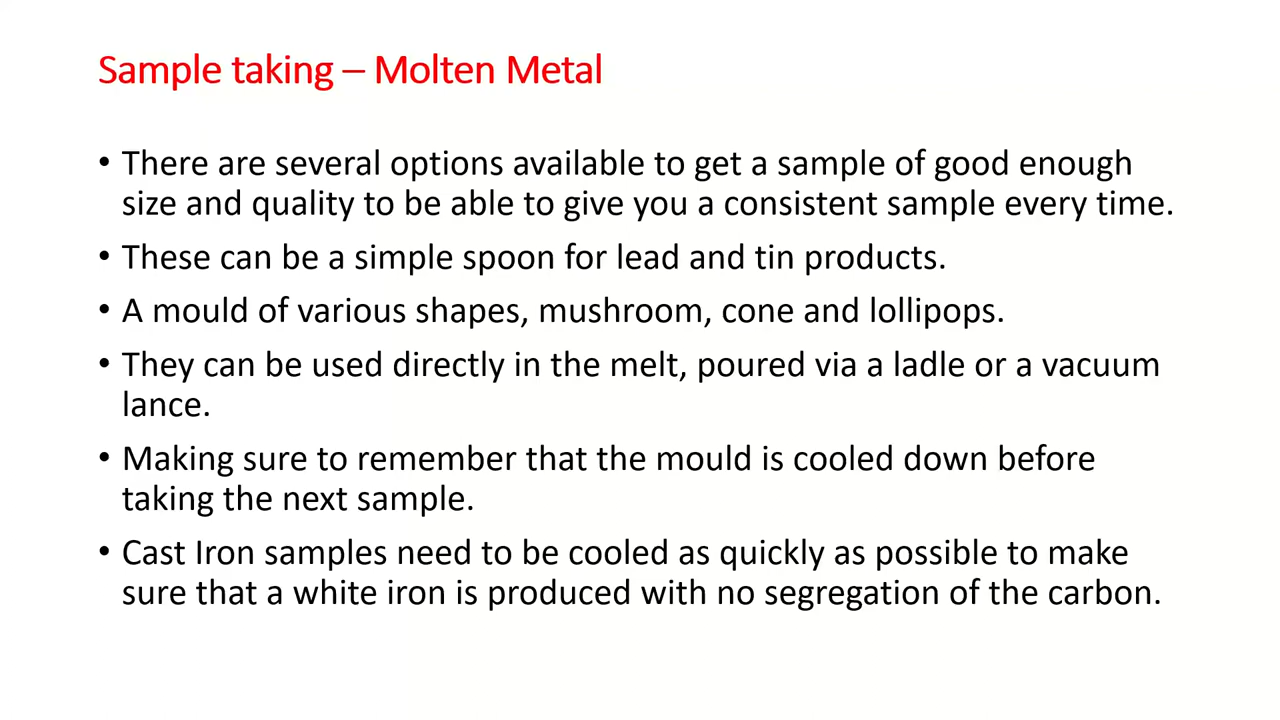 Sample taking – Molten Metal
• There are several options available to get a sample of good enough
size and quality to be able to give you a consistent sample every time.
• These can be a simple spoon for lead and tin products.
• A mould of various shapes, mushroom, cone and lollipops.
• They can be used directly in the melt, poured via a ladle or a vacuum
lance.
• Making sure to remember that the mould is cooled down before
taking the next sample.
• Cast Iron samples need to be cooled as quickly as possible to make
sure that a white iron is produced with no segregation of the carbon.